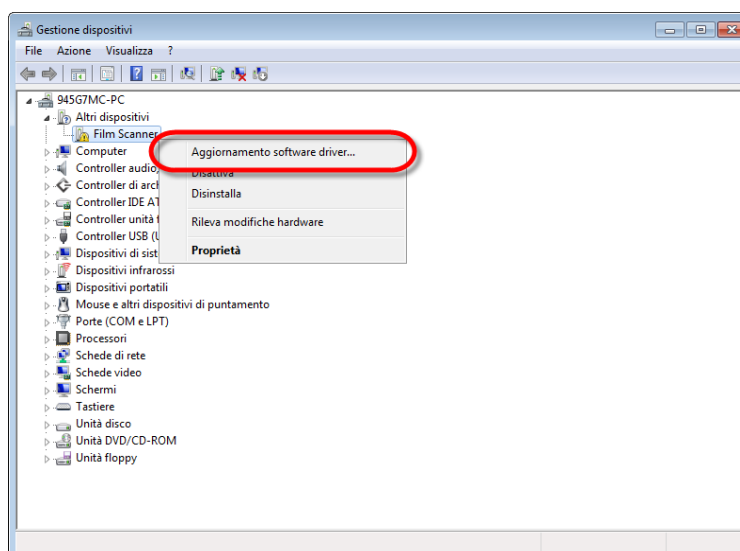 Gestione dispositivi
File Azione Visualizza ?
945G7MC-PC
Altri dispositivi
Film Scanner
Aggiornamento software driver...
Disattiva
Disinstalla
Rileva modifiche hardware
Proprietà
Computer
Controller audio,
Controller di arch
Controller IDE AT
Controller unità f
Controller USB (U
Dispositivi di sist
Dispositivi infrarossi
Dispositivi portatili
Mouse e altri dispositivi di puntamento
Porte (COM e LPT)
Processori
Schede di rete
Schede video
Schermi
Tastiere
Unità disco
Unità DVD/CD-ROM
Unità floppy